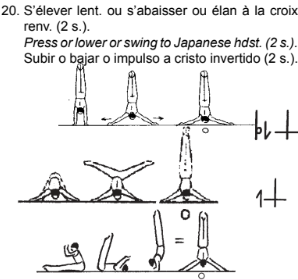 20. S'élever lent. ou s'abaisser ou élan à la croix
renv. (2 s.).
Press or lower or swing to Japanese hdst. (2 s.).
Subir o bajar o impulso a cristo invertido (2 s.).
=